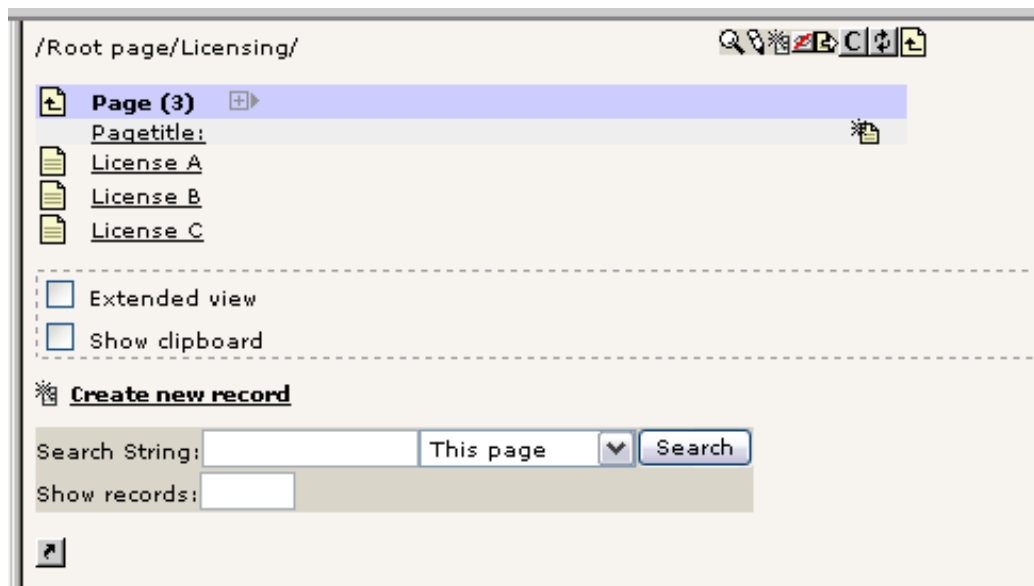 /Root page/Licensing/
C
Page (3)
Pagetitle:
License A
License B
License C
Extended view
Show clipboard
Create new record
Search String: This page Search
Show records: